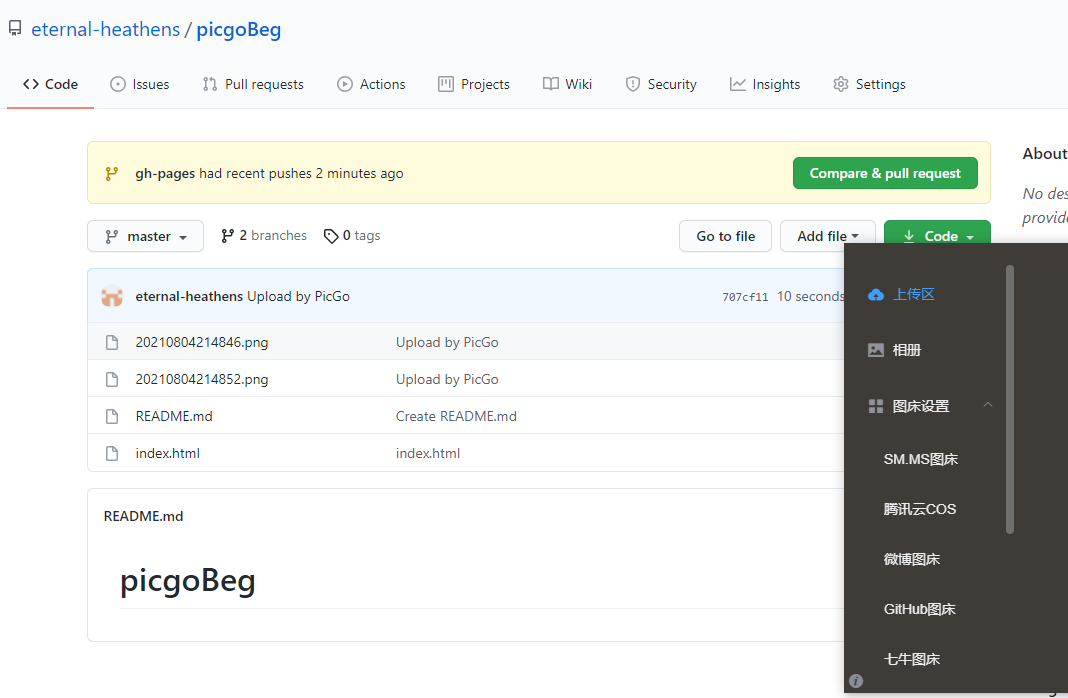 eternal-heathens / picgoBeg
Code Issues Pull requests Actions Projects Wiki Security Insights Settings
gh-pages had recent pushes 2 minutes ago
Compare & pull request
About
No des
provide
master 2 branches 0 tags Go to file Add file Code
eternal-heathens Upload by PicGo 707cf11 10 seconds
20210804214846.png Upload by PicGo
20210804214852.png Upload by PicGo
README.md Create README.md
index.html index.html
README.md
picgoBeg
上传区
相册
图床设置
SM.MS图床
腾讯云COS
微博图床
GitHub图床
七牛图床